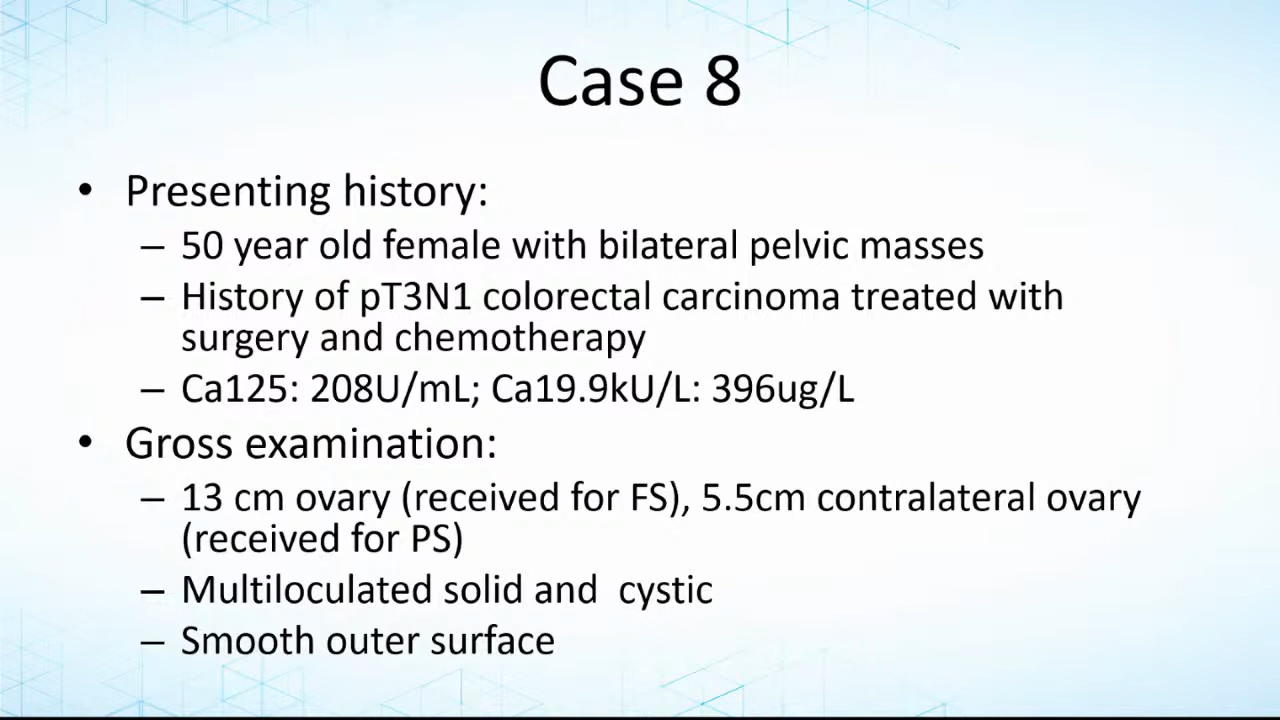 Case 8
• Presenting history:
– 50 year old female with bilateral pelvic masses
– History of pT3N1 colorectal carcinoma treated with
surgery and chemotherapy
– Ca125: 208U/mL; Ca19.9kU/L: 396ug/L
• Gross examination:
– 13 cm ovary (received for FS), 5.5cm contralateral ovary
(received for PS)
– Multiloculated solid and  cystic
– Smooth outer surface